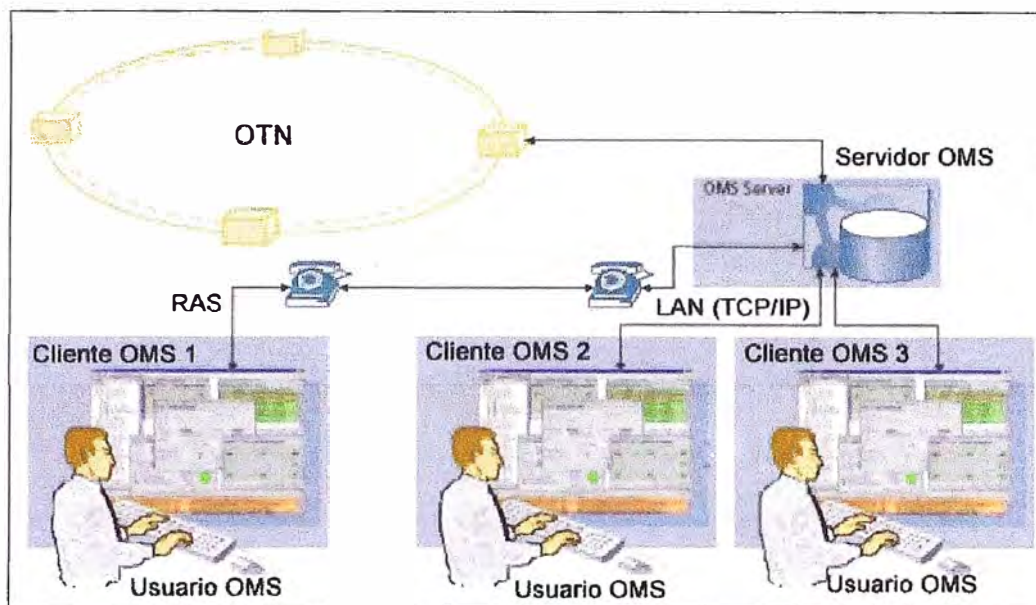 OTN
Servidor OMS
OMS Server
RAS
LAN (TCP/IP)
Cliente OMS 1
Cliente OMS 2
Cliente OMS 3
Usuario OMS
Usuario OMS
Usuario OMS